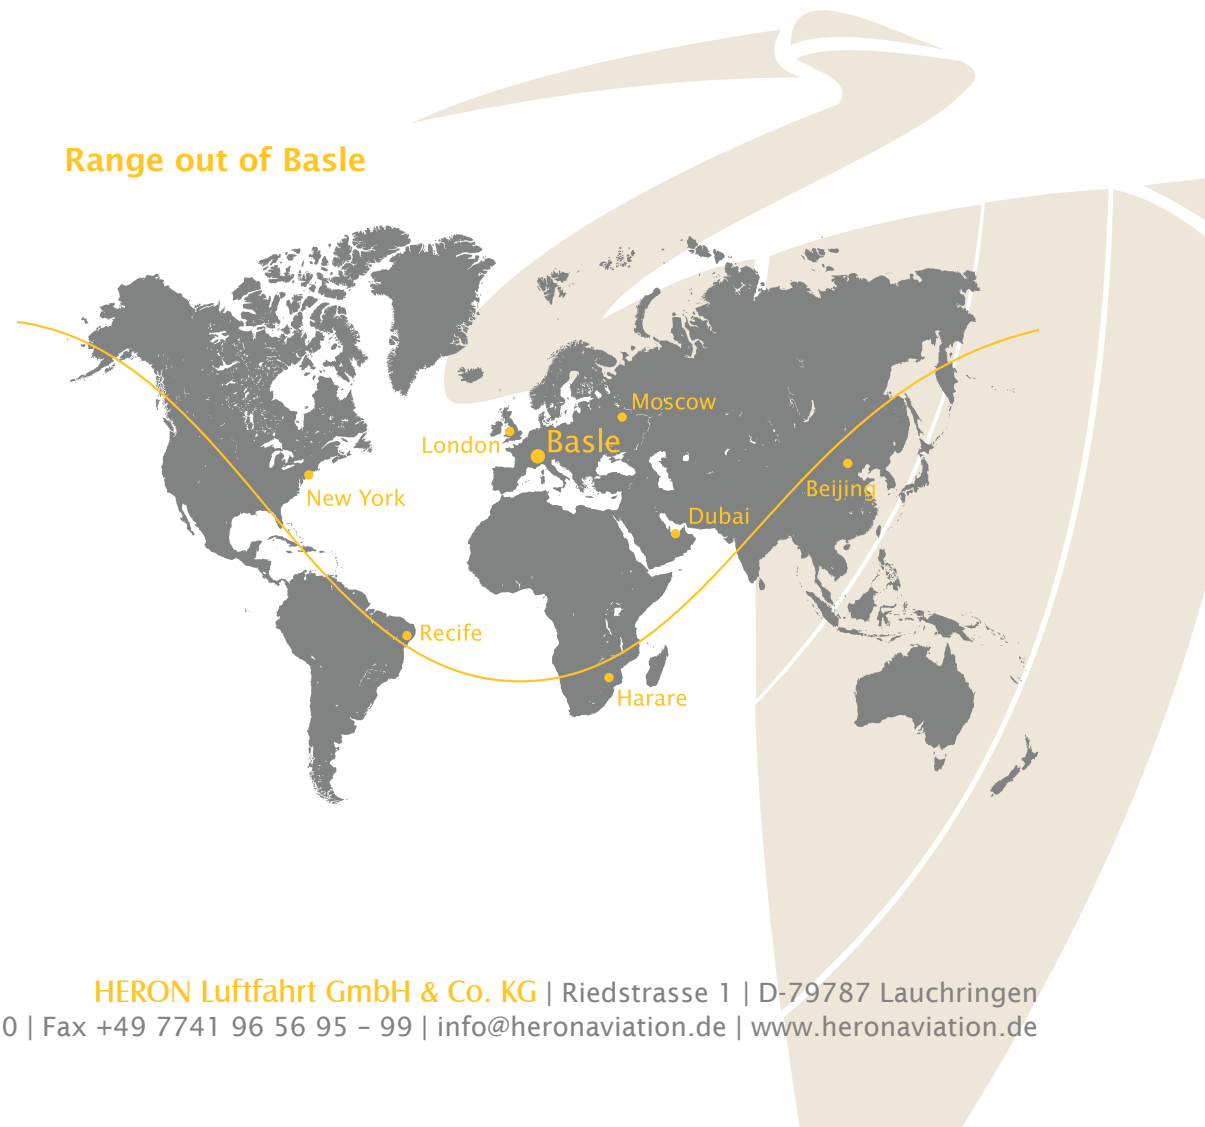 Range out of Basle
Moscow
London
Basle
New York
Beijing
Dubai
Recife
Harare
HERON Luftfahrt GmbH & Co. KG | Riedstrasse 1 | D-79787 Lauchringen
0 | Fax +49 7741 96 56 95 – 99 | info@heronaviation.de | www.heronaviation.de